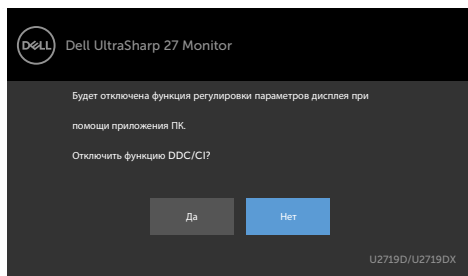 DELL
Dell UltraSharp 27 Monitor
Будет отключена функция регулировки параметров дисплея при
помощи приложения ПК.
Отключить функцию DDC/CI?
Да
Нет
U2719D/U2719DX